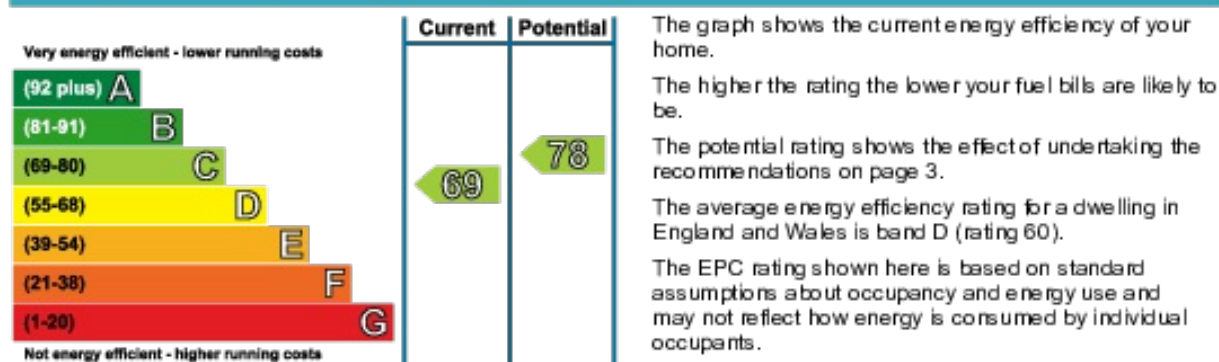 Current Potential
Very energy efficient - lower running costs
(92 plus) A
(81-91) B
(69-80) C
(55-68) D
(39-54) E
(21-38) F
(1-20) G
Not energy efficient - higher running costs
69
78
The graph shows the current energy efficiency of your
home.
The higher the rating the lower your fuel bills are likely to
be.
The potential rating shows the effect of undertaking the
recommendations on page 3.
The average energy efficiency rating for a dwelling in
England and Wales is band D (rating 60).
The EPC rating shown here is based on standard
assumptions about occupancy and energy use and
may not reflect how energy is consumed by individual
occupants.